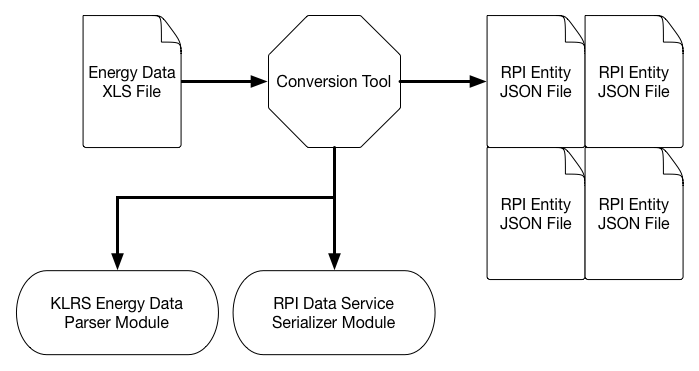 Energy Data
XLS File
Conversion Tool
RPI Entity
JSON File
RPI Entity
JSON File
RPI Entity
JSON File
RPI Entity
JSON File
KLRS Energy Data
Parser Module
RPI Data Service
Serializer Module